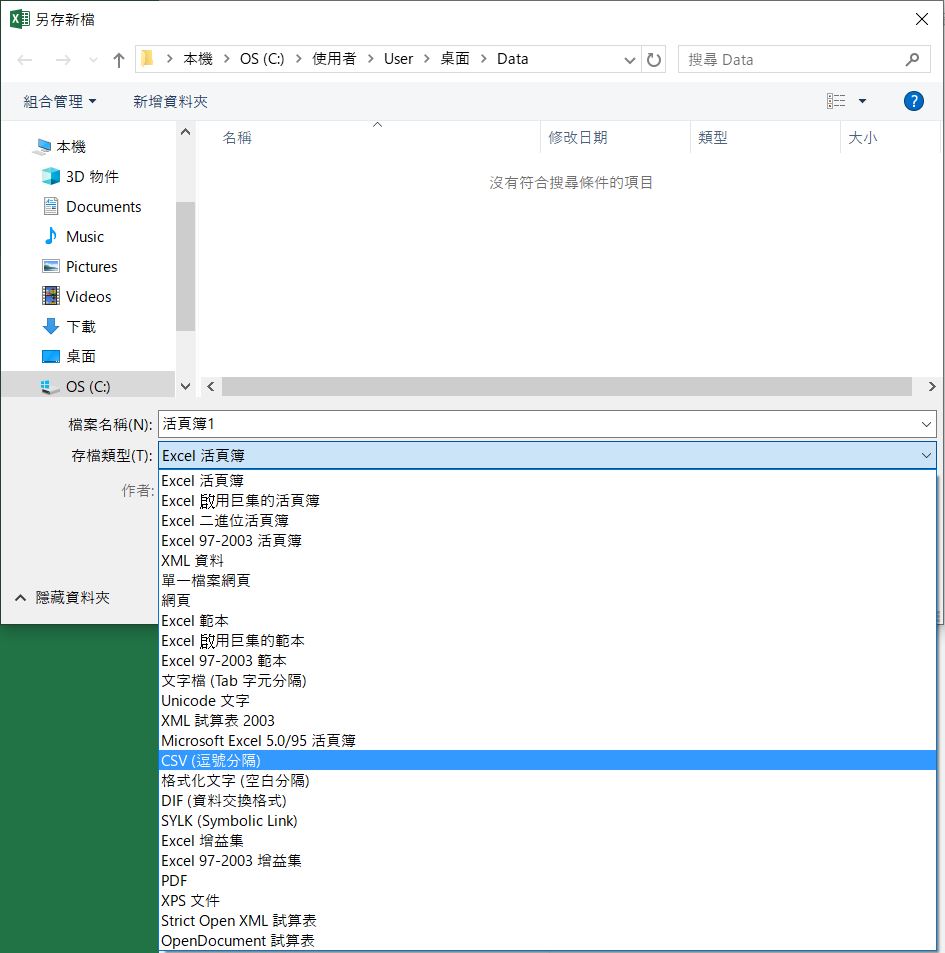 另存新檔
本機 OS (C:) 使用者 User 桌面 Data
搜尋 Data
組合管理 新增資料夾
?
名稱 修改日期 類型 大小
沒有符合搜尋條件的項目
本機
3D 物件
Documents
Music
Pictures
Videos
下載
桌面
OS (C:)
檔案名稱(N): 活頁簿1
存檔類型(T): Excel 活頁簿
作者:
隱藏資料夾
Excel 活頁簿
Excel 啟用巨集的活頁簿
Excel 二進位活頁簿
Excel 97-2003 活頁簿
XML 資料
單一檔案網頁
網頁
Excel 範本
Excel 啟用巨集的範本
Excel 97-2003 範本
文字檔 (Tab 字元分隔)
Unicode 文字
XML 試算表 2003
Microsoft Excel 5.0/95 活頁簿
CSV (逗號分隔)
格式化文字 (空白分隔)
DIF (資料交換格式)
SYLK (Symbolic Link)
Excel 增益集
Excel 97-2003 增益集
PDF
XPS 文件
Strict Open XML 試算表
OpenDocument 試算表